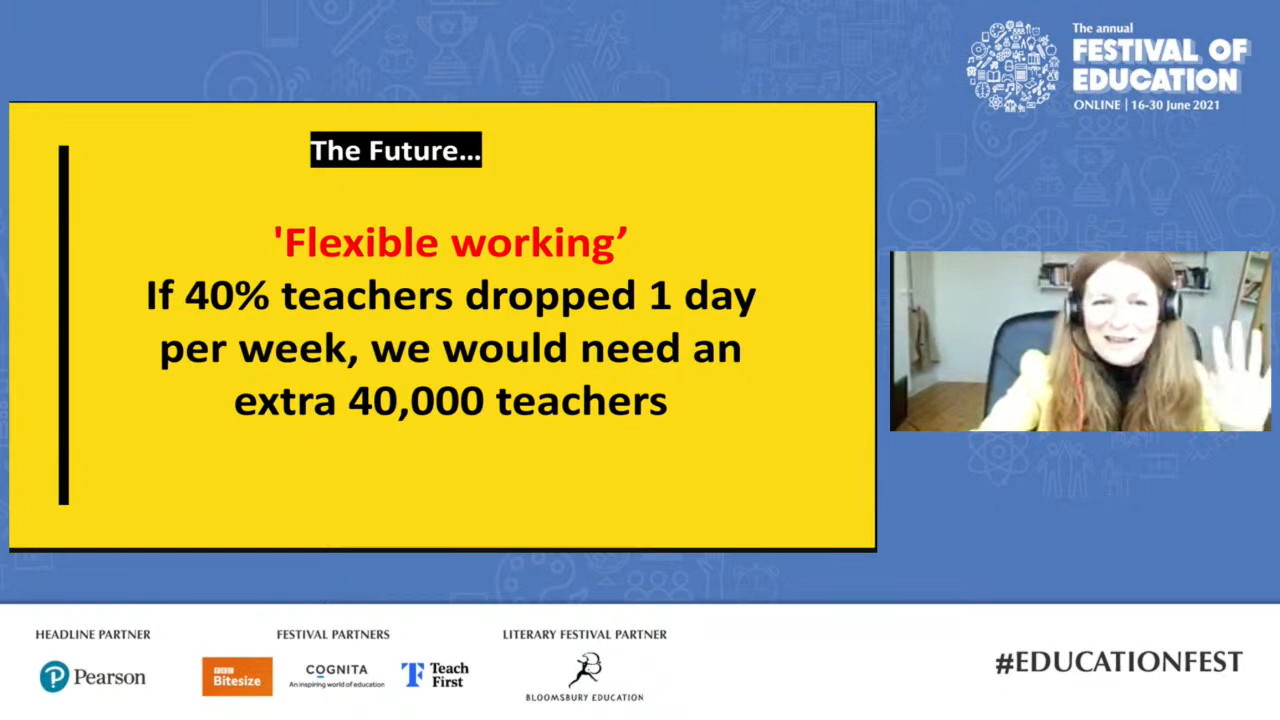 The annual
FESTIVAL OF
EDUCATION
ONLINE | 16-30 June 2021
The Future...
'Flexible working’
If 40% teachers dropped 1 day
per week, we would need an
extra 40,000 teachers
HEADLINE PARTNER
FESTIVAL PARTNERS
LITERARY FESTIVAL PARTNER
Pearson
BBC
Bitesize
COGNITA
An inspiring world of education
Teach
First
BLOOMSBURY EDUCATION
#EDUCATIONFEST